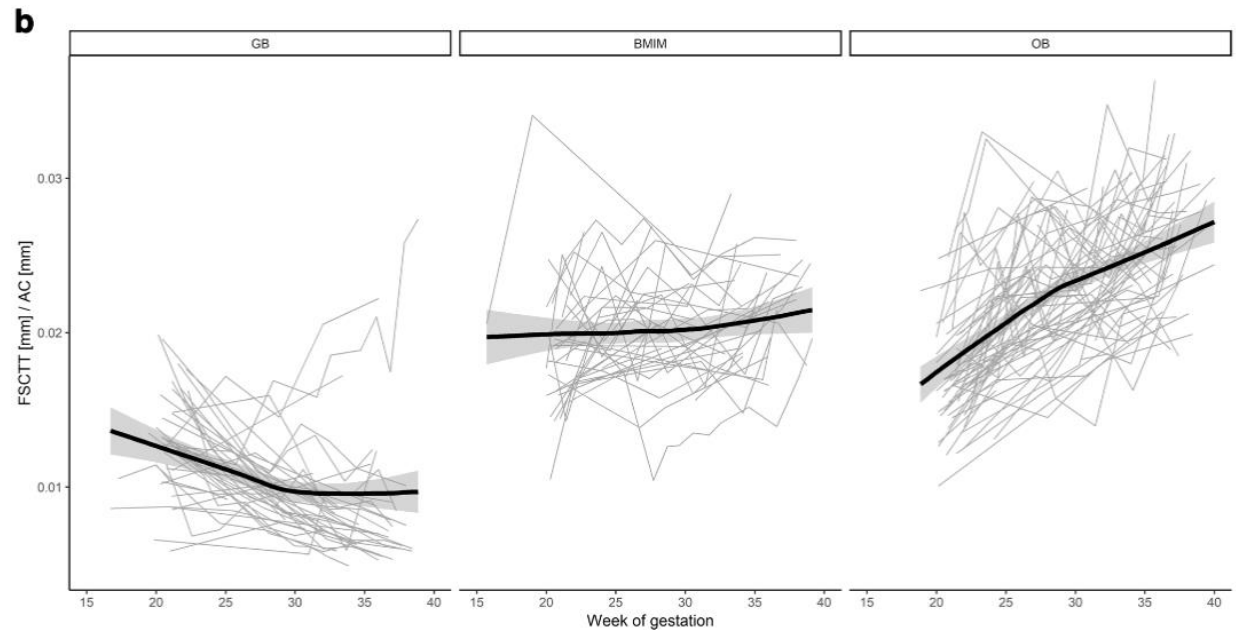 b
GB BMIM OB
FSCTT [mm] / AC [mm]
0.03
0.02
0.01
15 20 25 30 35 40 15 20 25 30 35 40 15 20 25 30 35 40
Week of gestation